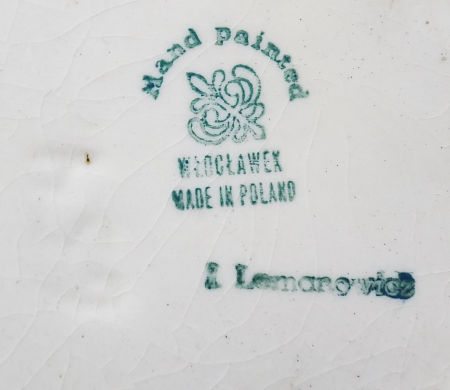 Hand Painted
WŁOCŁAWEK
MADE IN POLAND
Lemanowicz